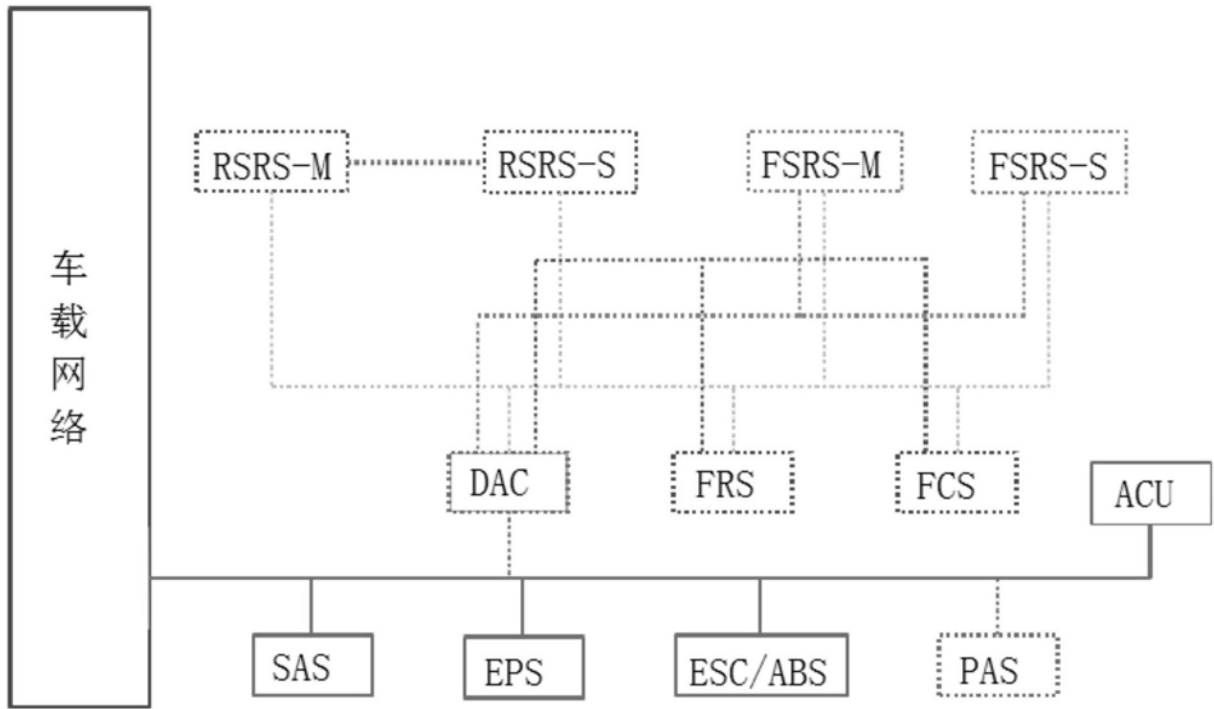 车载网络
RSRS-M
RSRS-S
FSRS-M
FSRS-S
DAC
FRS
FCS
ACU
SAS
EPS
ESC/ABS
PAS